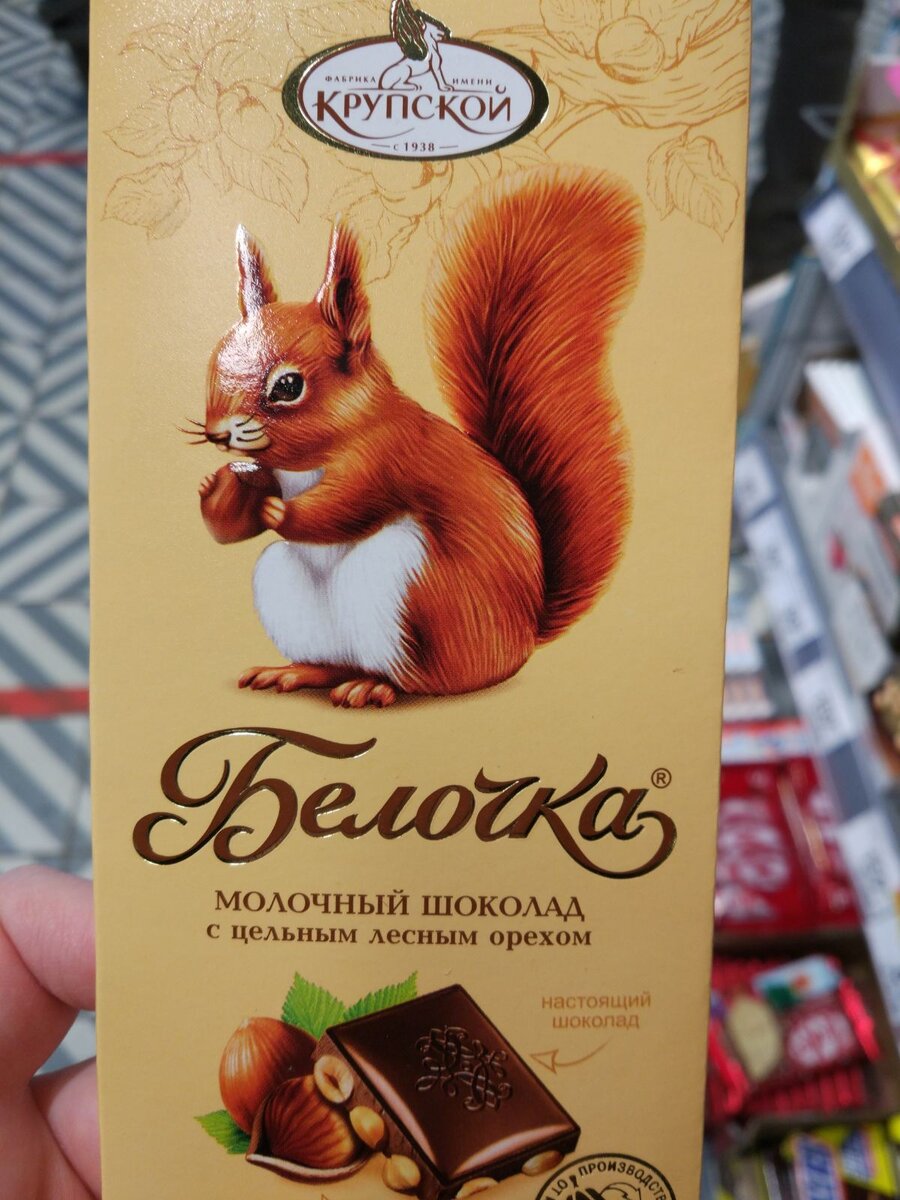 ФАБРИКА ИМЕНИ
КРУПСКОЙ
с 1938
Белочка®
МОЛОЧНЫЙ ШОКОЛАД
с цельным лесным орехом
настоящий
шоколад